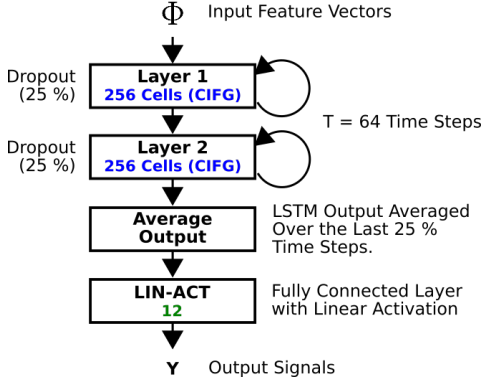 Φ Input Feature Vectors
Dropout
(25 %)
Layer 1
256 Cells (CIFG)
T = 64 Time Steps
Dropout
(25 %)
Layer 2
256 Cells (CIFG)
Average
Output
LSTM Output Averaged
Over the Last 25 %
Time Steps.
LIN-ACT
12
Fully Connected Layer
with Linear Activation
Y Output Signals